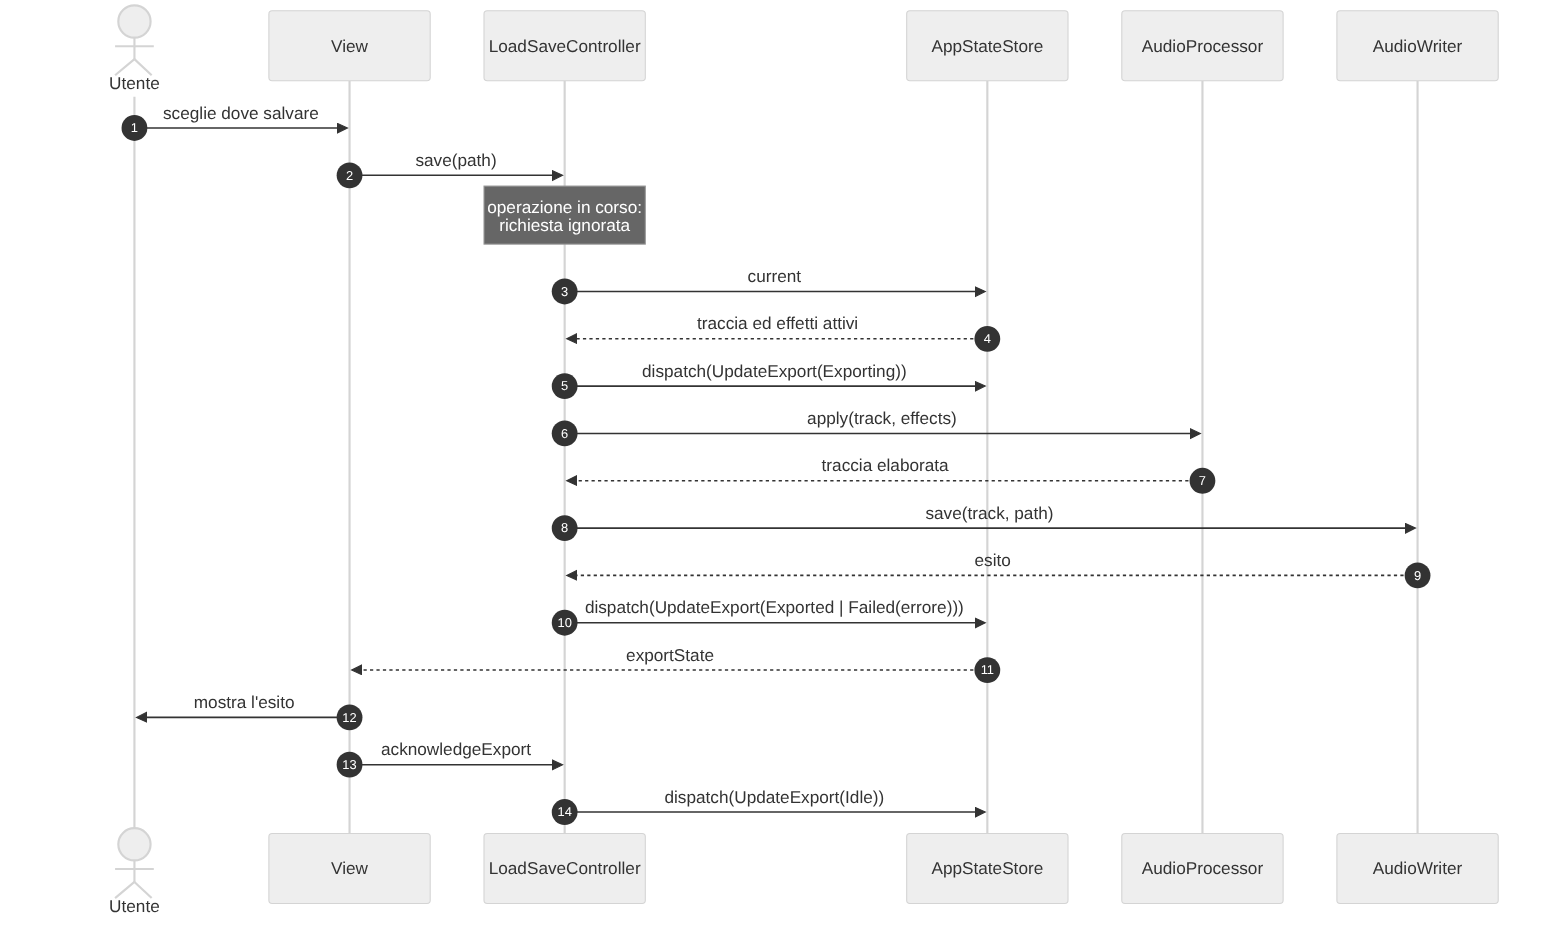 Utente
View
LoadSaveController
AppStateStore
AudioProcessor
AudioWriter
sceglie dove salvare
1
save(path)
2
operazione in corso:
richiesta ignorata
current
3
traccia ed effetti attivi
4
dispatch(UpdateExport(Exporting))
5
apply(track, effects)
6
traccia elaborata
7
save(track, path)
8
esito
9
dispatch(UpdateExport(Exported | Failed(errore)))
10
exportState
11
mostra l'esito
12
acknowledgeExport
13
dispatch(UpdateExport(Idle))
14
Utente
View
LoadSaveController
AppStateStore
AudioProcessor
AudioWriter